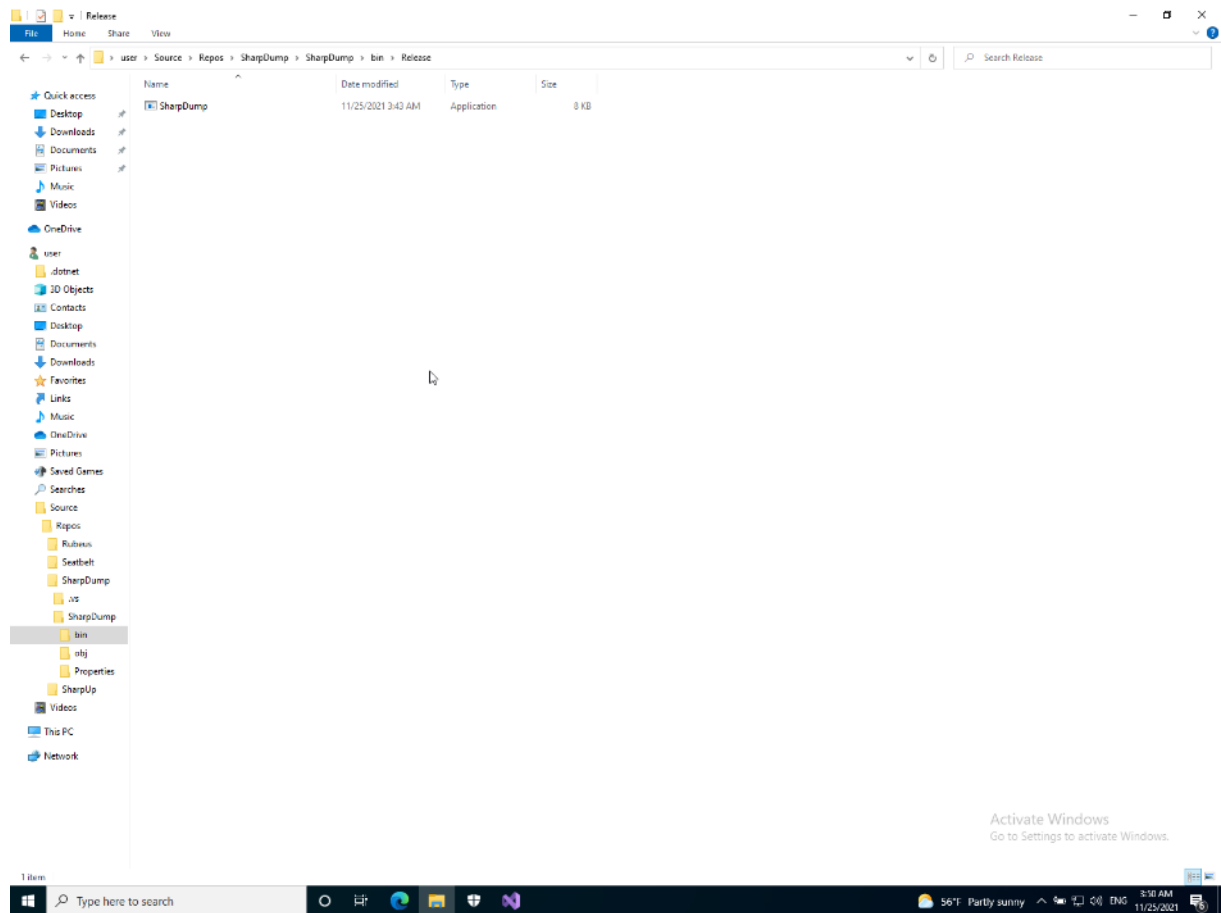 Release
File Home Share View
user › Source › Repos › SharpDump › SharpDump › bin › Release
Search Release
Name Date modified Type Size
SharpDump 11/25/2021 3:43 AM Application 8 KB
Quick access
Desktop
Downloads
Documents
Pictures
Music
Videos
OneDrive
user
.dotnet
3D Objects
Contacts
Desktop
Documents
Downloads
Favorites
Links
Music
OneDrive
Pictures
Saved Games
Searches
Source
Repos
Rubeus
Seatbelt
SharpDump
.vs
SharpDump
bin
obj
Properties
SharpUp
Videos
This PC
Network
Activate Windows
Go to Settings to activate Windows.
1 item
Type here to search
56°F Partly sunny ENG
3:50 AM
11/25/2021
6